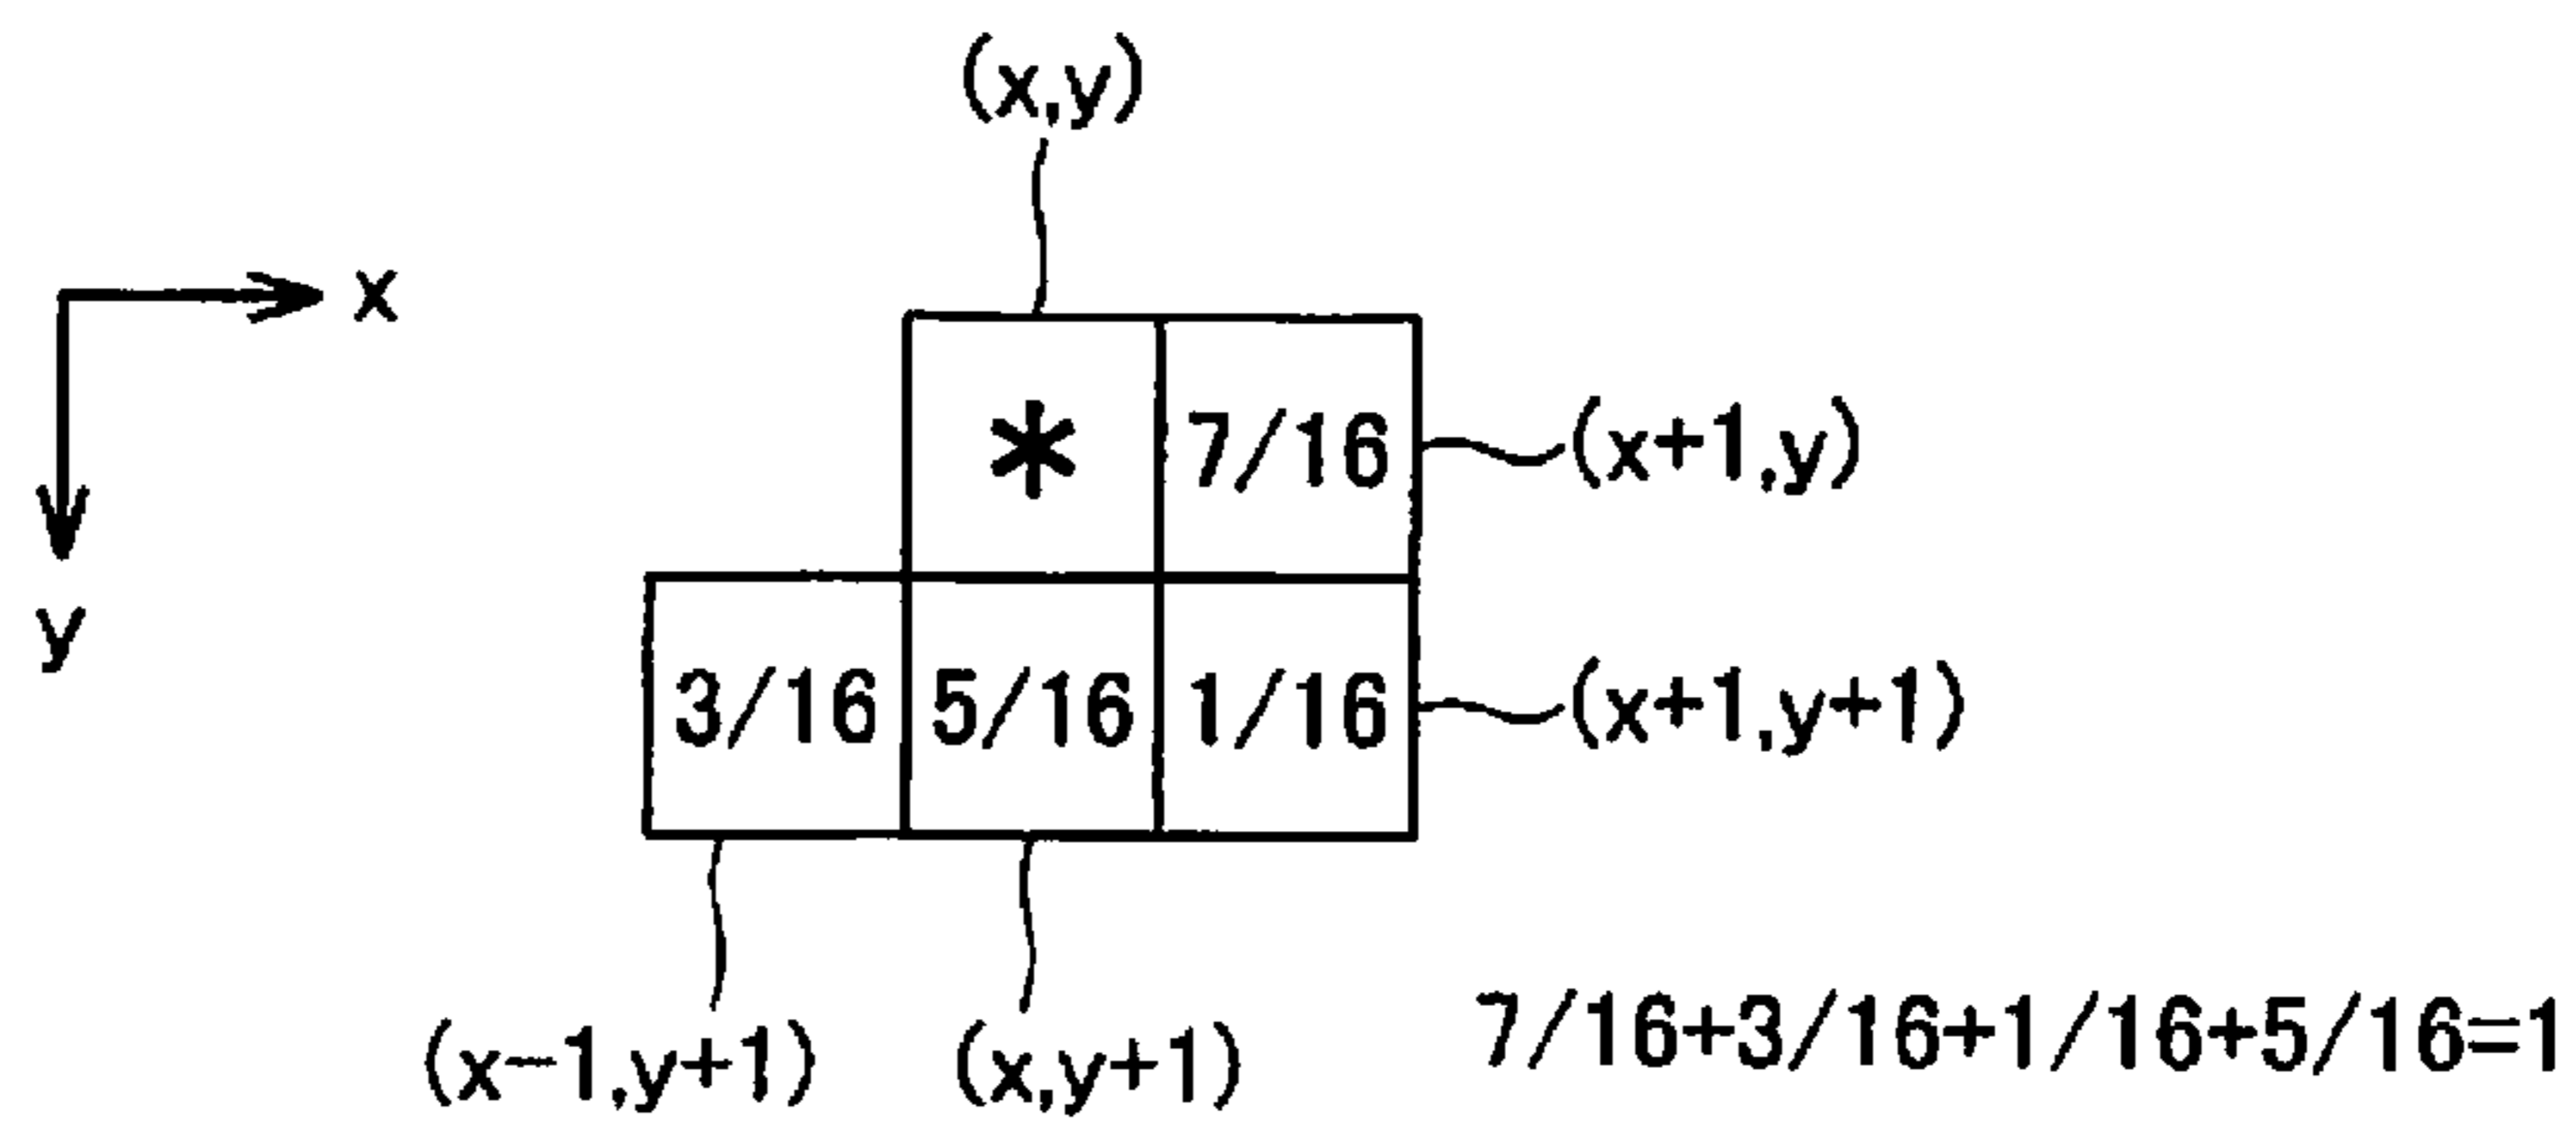 (x,y)
x
* 7/16 (x+1,y)
y
3/16 5/16 1/16 (x+1,y+1)
(x-1,y+1) (x,y+1)
7/16+3/16+1/16+5/16=1